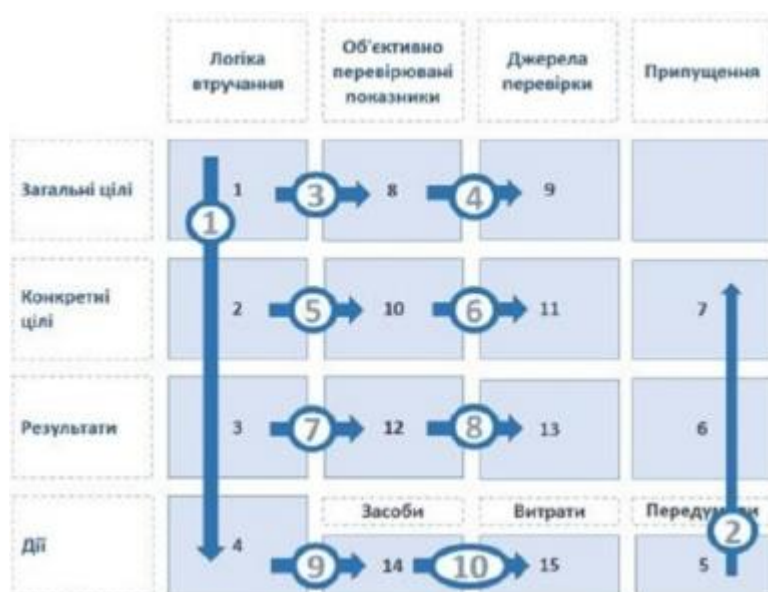 Логіка
втручання
Об'єктивно
перевірювані
показники
Джерела
перевірки
Припущення
Загальні цілі
1
3
8
4
9
1
Конкретні
цілі
2
5
10
6
11
7
Результати
3
7
12
8
13
6
Засоби
Витрати
Передумови
Дії
4
9
14
10
15
5
2